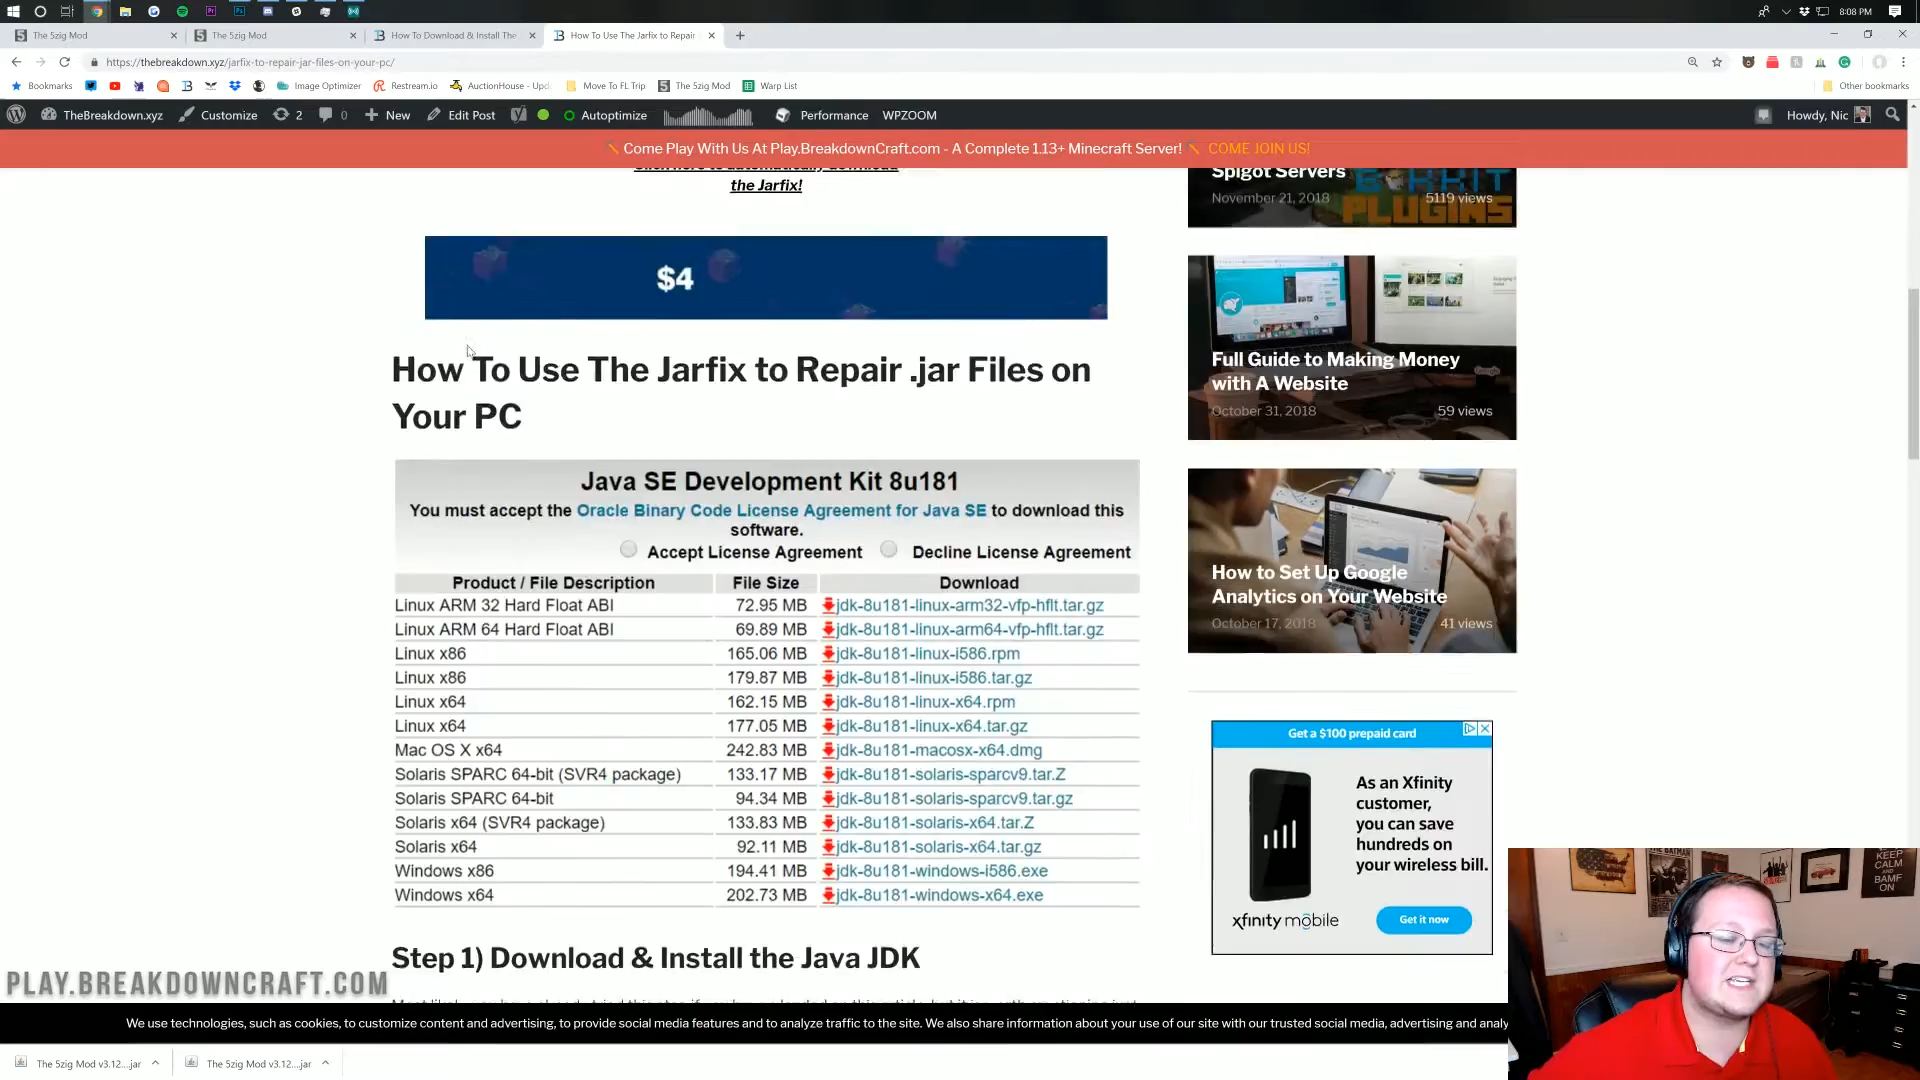 8:08 PM
The 5zig Mod
The 5zig Mod
How To Download & Install The
How To Use The Jarfix to Repair
https://thebreakdown.xyz/jarfix-to-repair-jar-files-on-your-pc/
Bookmarks
Image Optimizer
Restream.io
AuctionHouse - Upd
Move To FL Trip
The 5zig Mod
Warp List
Other bookmarks
TheBreakdown.xyz
Customize
2
0
New
Edit Post
Autoptimize
Performance
WPZOOM
Howdy, Nic
Come Play With Us At Play.BreakdownCraft.com - A Complete 1.13+ Minecraft Server!
COME JOIN US!
Click here to automatically download
the Jarfix!
$4
How To Use The Jarfix to Repair .jar Files on
Your PC
Java SE Development Kit 8u181
You must accept the Oracle Binary Code License Agreement for Java SE to download this
software.
Accept License Agreement
Decline License Agreement
Product / File Description File Size Download
Linux ARM 32 Hard Float ABI 72.95 MB jdk-8u181-linux-arm32-vfp-hflt.tar.gz
Linux ARM 64 Hard Float ABI 69.89 MB jdk-8u181-linux-arm64-vfp-hflt.tar.gz
Linux x86 165.06 MB jdk-8u181-linux-i586.rpm
Linux x86 179.87 MB jdk-8u181-linux-i586.tar.gz
Linux x64 162.15 MB jdk-8u181-linux-x64.rpm
Linux x64 177.05 MB jdk-8u181-linux-x64.tar.gz
Mac OS X x64 242.83 MB jdk-8u181-macosx-x64.dmg
Solaris SPARC 64-bit (SVR4 package) 133.17 MB jdk-8u181-solaris-sparcv9.tar.Z
Solaris SPARC 64-bit 94.34 MB jdk-8u181-solaris-sparcv9.tar.gz
Solaris x64 (SVR4 package) 133.83 MB jdk-8u181-solaris-x64.tar.Z
Solaris x64 92.11 MB jdk-8u181-solaris-x64.tar.gz
Windows x86 194.41 MB jdk-8u181-windows-i586.exe
Windows x64 202.73 MB jdk-8u181-windows-x64.exe
Step 1) Download & Install the Java JDK
Spigot Servers
BUKKIT
PLUGINS
November 21, 2018
5119 views
Full Guide to Making Money
with A Website
October 31, 2018
59 views
How to Set Up Google
Analytics on Your Website
October 17, 2018
41 views
Get a $100 prepaid card
As an Xfinity
customer,
you can save
hundreds on
your wireless bill.
xfinity mobile
Get it now
THE BATMAN
KEEP
CALM
AND
BAMF
ON
PLAY.BREAKDOWNCRAFT.COM
We use technologies, such as cookies, to customize content and advertising, to provide social media features and to analyze traffic to the site. We also share information about your use of our site with our trusted social media, advertising and analy
The 5zig Mod v3.12....jar
The 5zig Mod v3.12....jar